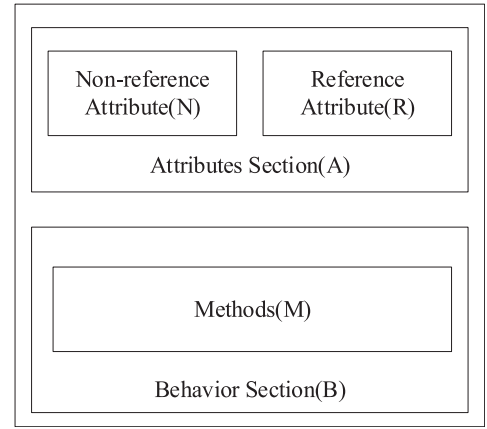 Non-reference
Attribute(N)
Reference
Attribute(R)
Attributes Section(A)
Methods(M)
Behavior Section(B)